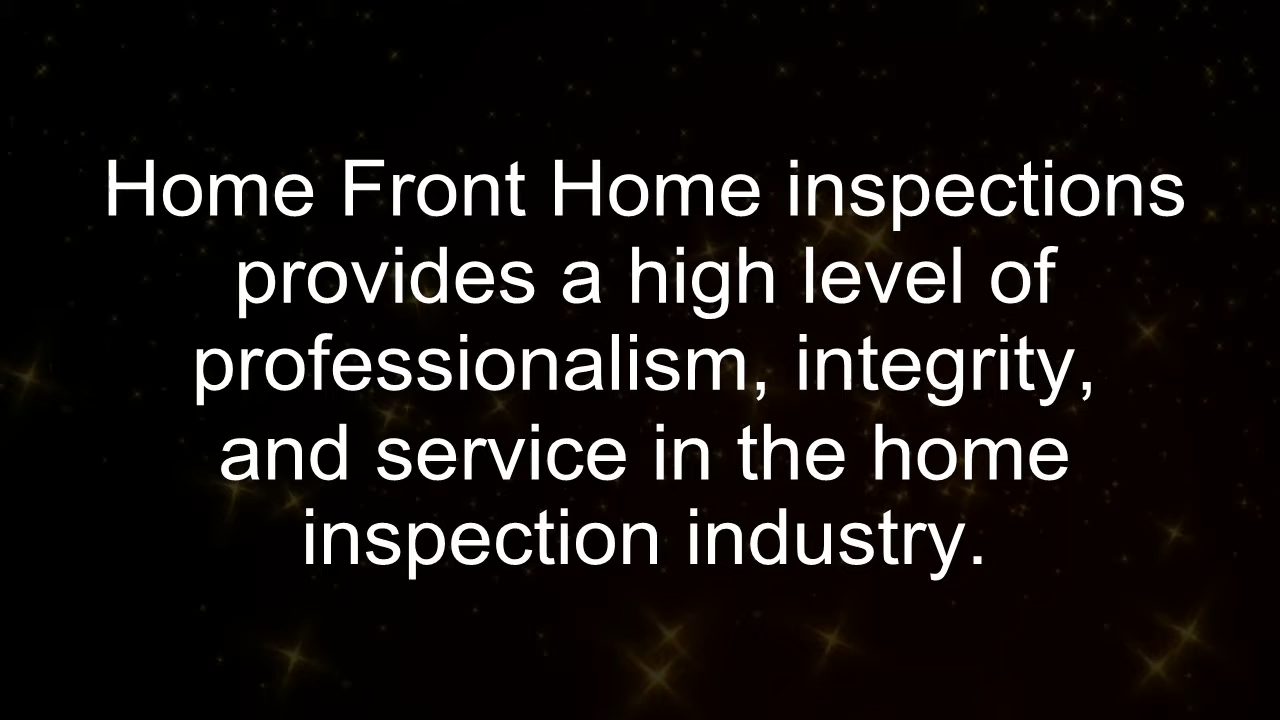 Home Front Home inspections
provides a high level of
professionalism, integrity,
and service in the home
inspection industry.